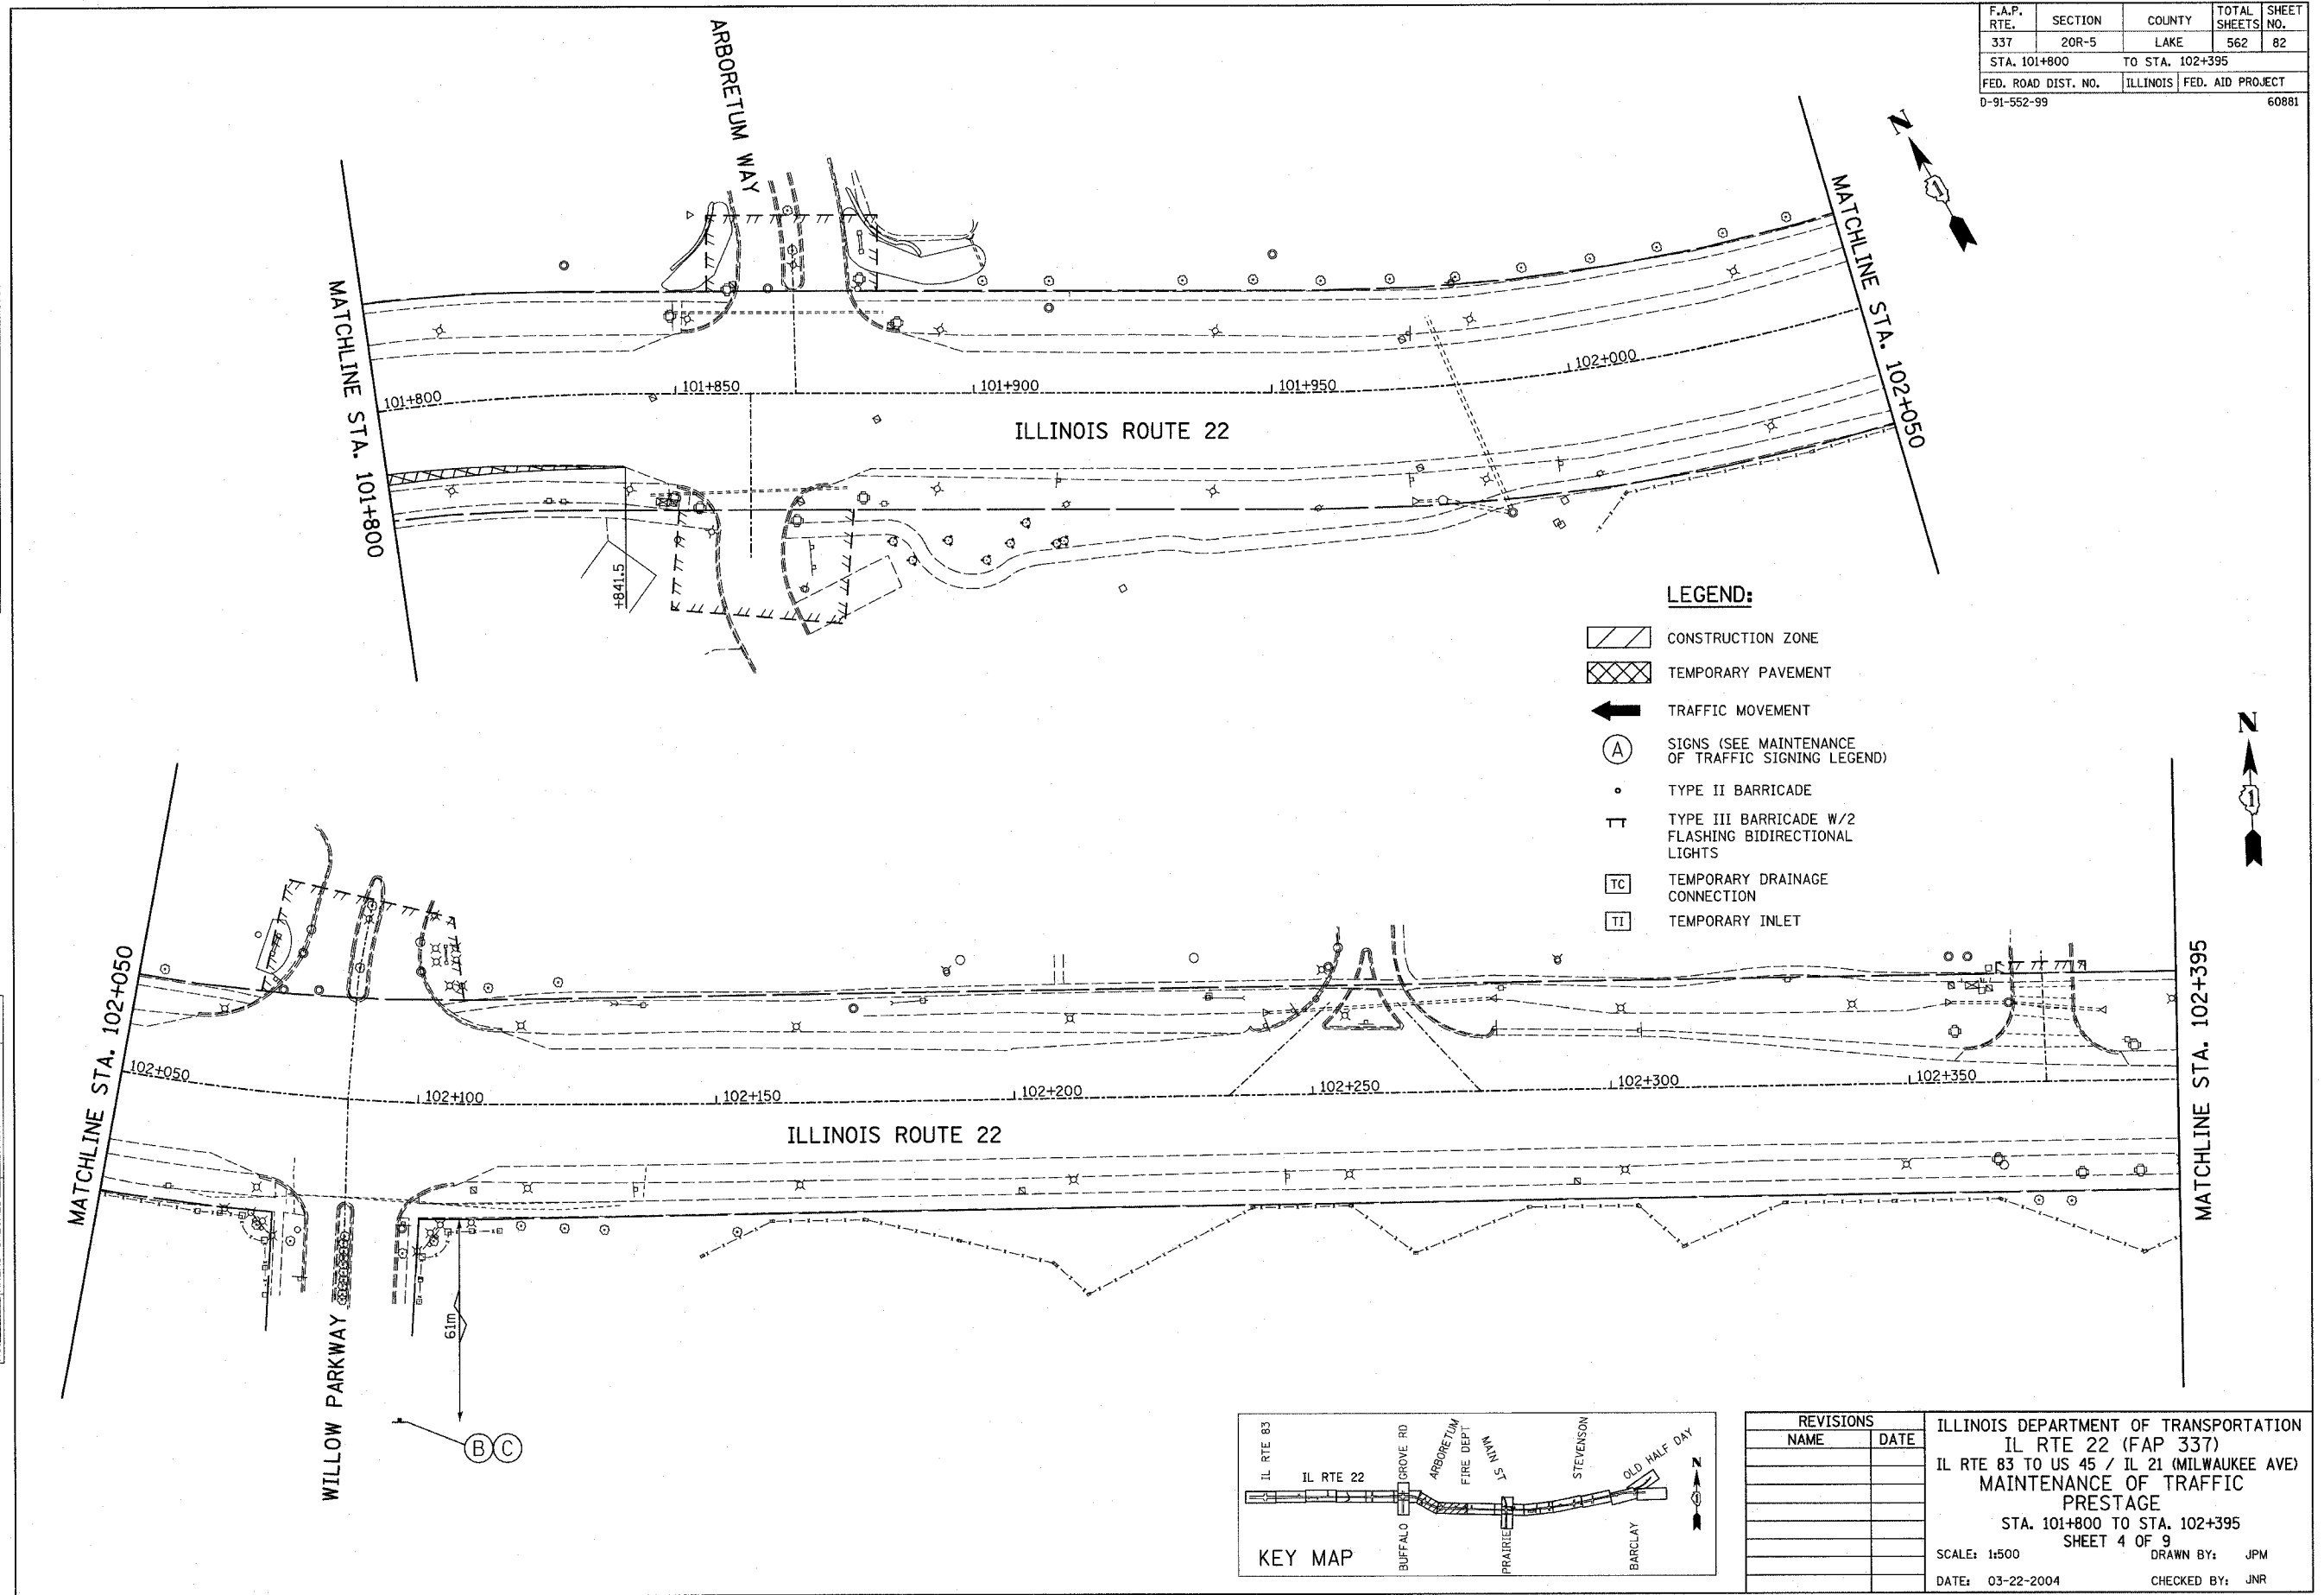 F.A.P. RTE. SECTION COUNTY TOTAL SHEETS SHEET NO.
337 20R-5 LAKE 562 82
STA. 101+800 TO STA. 102+395
FED. ROAD DIST. NO. ILLINOIS FED. AID PROJECT
D-91-552-99 60881
ARBORETUM WAY
N
1
MATCHLINE STA. 101+800
MATCHLINE STA. 102+050
101+800
101+850
101+900
101+950
102+000
ILLINOIS ROUTE 22
+841.5
LEGEND:
CONSTRUCTION ZONE
TEMPORARY PAVEMENT
TRAFFIC MOVEMENT
A SIGNS (SEE MAINTENANCE
OF TRAFFIC SIGNING LEGEND)
TYPE II BARRICADE
TYPE III BARRICADE W/2
FLASHING BIDIRECTIONAL
LIGHTS
TC TEMPORARY DRAINAGE
CONNECTION
TI TEMPORARY INLET
N
1
MATCHLINE STA. 102+050
MATCHLINE STA. 102+395
102+050
102+100
102+150
102+200
102+250
102+300
102+350
ILLINOIS ROUTE 22
WILLOW PARKWAY
61m
B C
IL RTE 83
IL RTE 22
GROVE RD
BUFFALO
ARBORETUM
FIRE DEPT
MAIN ST
PRAIRIE
STEVENSON
OLD HALF DAY
BARCLAY
N
KEY MAP
REVISIONS
NAME DATE
ILLINOIS DEPARTMENT OF TRANSPORTATION
IL RTE 22 (FAP 337)
IL RTE 83 TO US 45 / IL 21 (MILWAUKEE AVE)
MAINTENANCE OF TRAFFIC
PRESTAGE
STA. 101+800 TO STA. 102+395
SHEET 4 OF 9
SCALE: 1:500 DRAWN BY: JPM
DATE: 03-22-2004 CHECKED BY: JNR